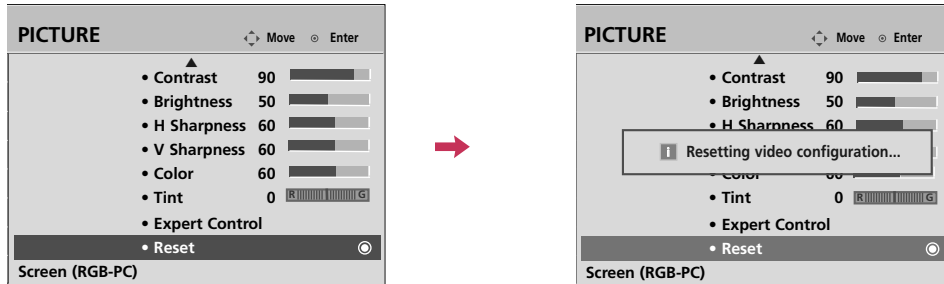 PICTURE
Move Enter
• Contrast 90
• Brightness 50
• H Sharpness 60
• V Sharpness 60
• Color 60
• Tint 0 R G
• Expert Control
• Reset
Screen (RGB-PC)
PICTURE
Move Enter
• Contrast 90
• Brightness 50
• H Sharpness 60
i Resetting video configuration...
• Color 60
• Tint 0 R G
• Expert Control
• Reset
Screen (RGB-PC)